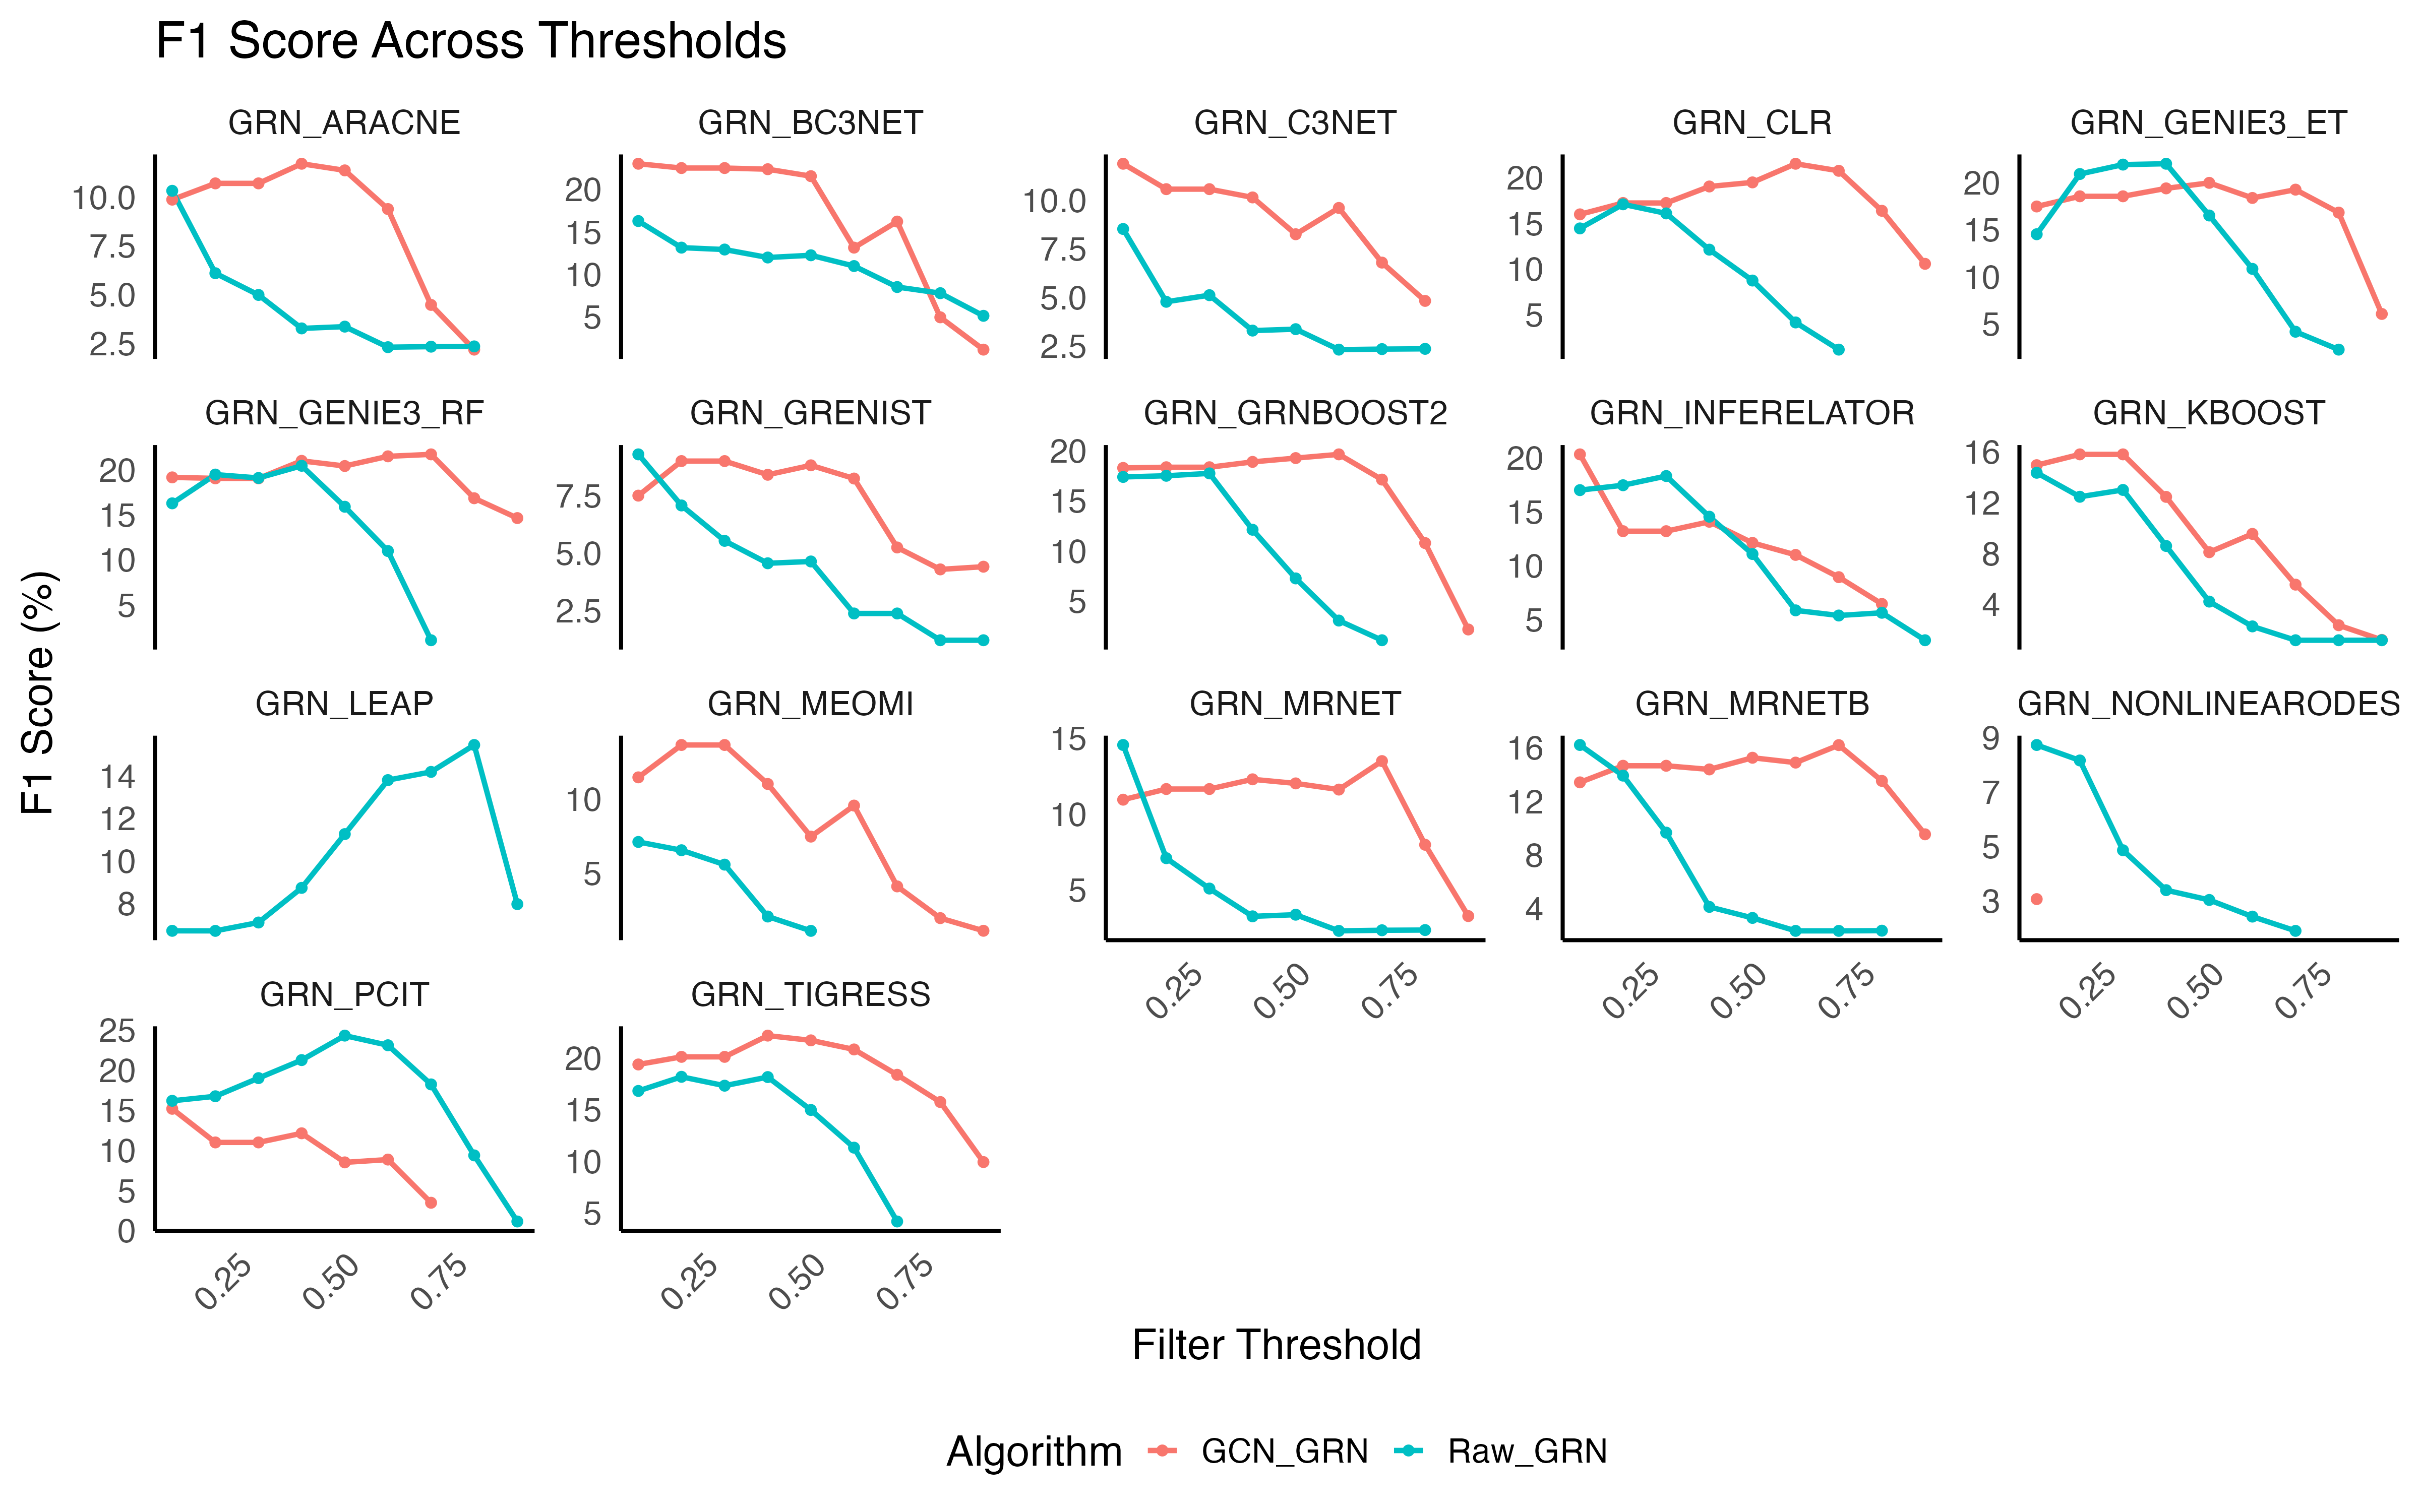 F1 Score Across Thresholds
GRN_ARACNE GRN_BC3NET GRN_C3NET GRN_CLR GRN_GENIE3_ET
10.0 7.5 5.0 2.5
20 15 10 5
10.0 7.5 5.0 2.5
20 15 10 5
20 15 10 5
GRN_GENIE3_RF GRN_GRENIST GRN_GRNBOOST2 GRN_INFERELATOR GRN_KBOOST
20 15 10 5
7.5 5.0 2.5
20 15 10 5
20 15 10 5
16 12 8 4
GRN_LEAP GRN_MEOMI GRN_MRNET GRN_MRNETB GRN_NONLINEARODES
14 12 10 8
10 5
15 10 5
16 12 8 4
9 7 5 3
0.25 0.50 0.75
0.25 0.50 0.75
0.25 0.50 0.75
GRN_PCIT GRN_TIGRESS
25 20 15 10 5 0
20 15 10 5
0.25 0.50 0.75
0.25 0.50 0.75
F1 Score (%)
Filter Threshold
Algorithm GCN_GRN Raw_GRN